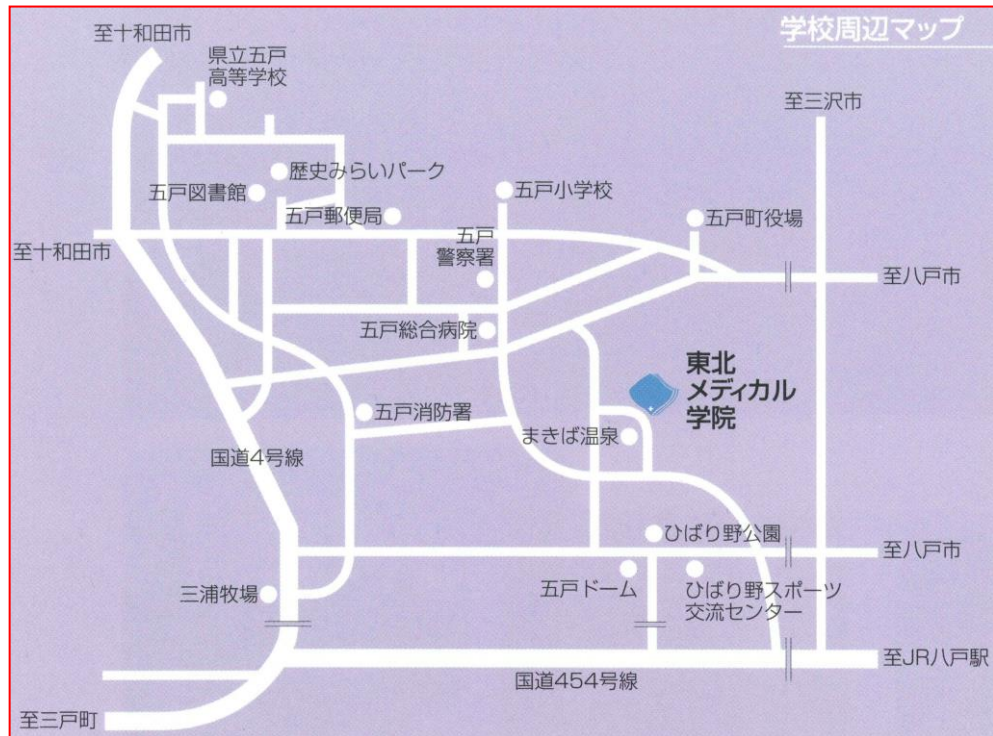 学校周辺マップ
至十和田市
県立五戸
高等学校
至三沢市
歴史みらいパーク
五戸図書館
五戸小学校
五戸郵便局
五戸町役場
五戸
警察署
至十和田市
至八戸市
五戸総合病院
東北
メディカル
学院
五戸消防署
まきば温泉
国道4号線
ひばり野公園
至八戸市
三浦牧場
五戸ドーム
ひばり野スポーツ
交流センター
至JR八戸駅
国道454号線
至三戸町